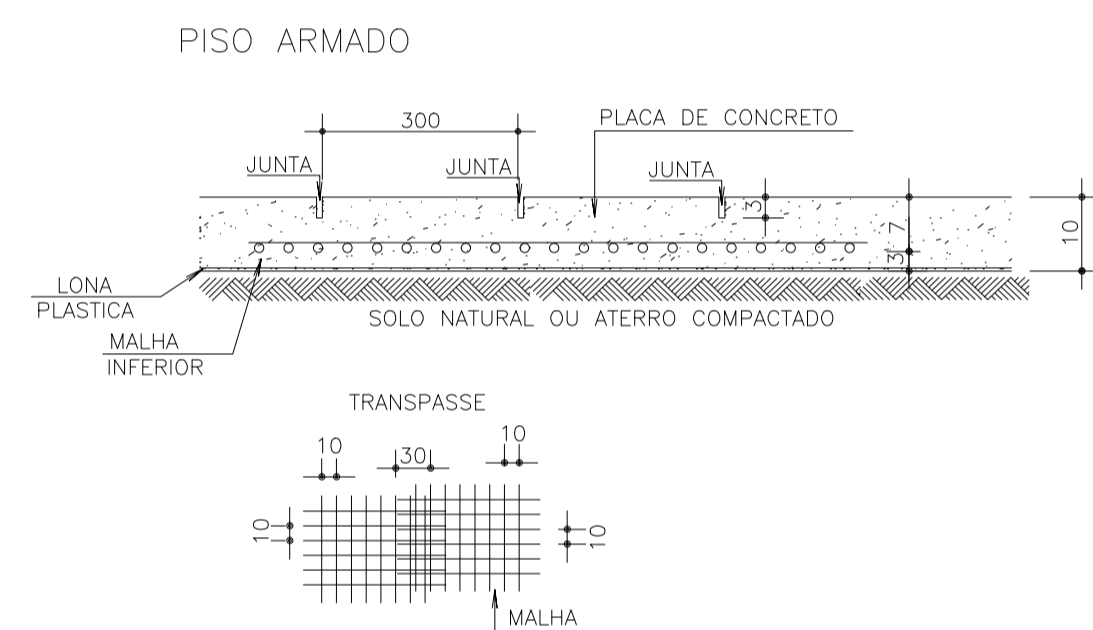 PISO ARMADO
300
PLACA DE CONCRETO
JUNTA
JUNTA
JUNTA
3
7
10
3
LONA
PLASTICA
SOLO NATURAL OU ATERRO COMPACTADO
MALHA
INFERIOR
TRANSPASSE
10
30
10
10
10
MALHA